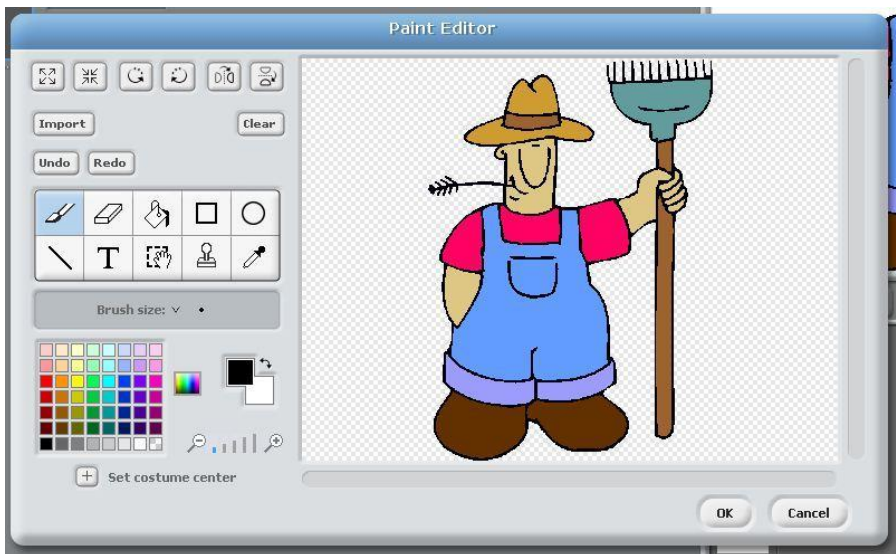 Paint Editor
Import
Clear
Undo
Redo
T
Brush size:
Set costume center
OK
Cancel